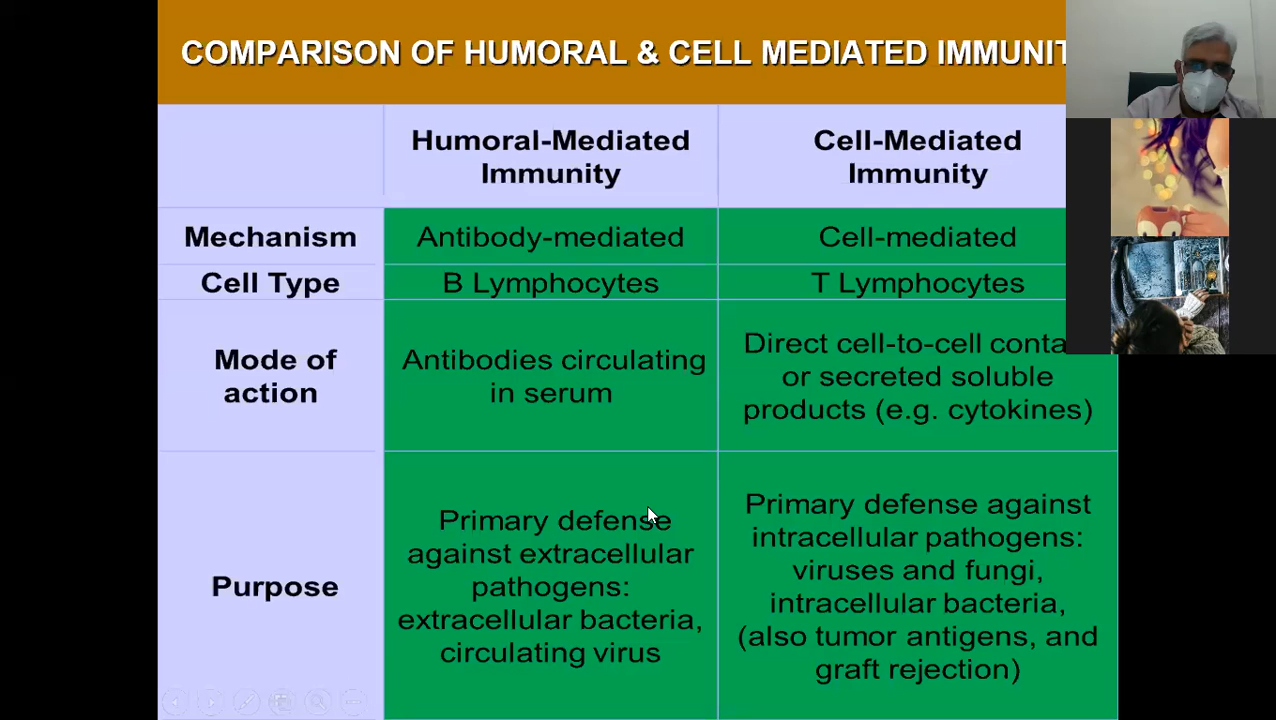 COMPARISON OF HUMORAL & CELL MEDIATED IMMUNIT
Humoral-Mediated
Immunity
Cell-Mediated
Immunity
Mechanism
Antibody-mediated
Cell-mediated
Cell Type
B Lymphocytes
T Lymphocytes
Mode of
action
Antibodies circulating
in serum
Direct cell-to-cell conta
or secreted soluble
products (e.g. cytokines)
Purpose
Primary defense
against extracellular
pathogens:
extracellular bacteria,
circulating virus
Primary defense against
intracellular pathogens:
viruses and fungi,
intracellular bacteria,
(also tumor antigens, and
graft rejection)